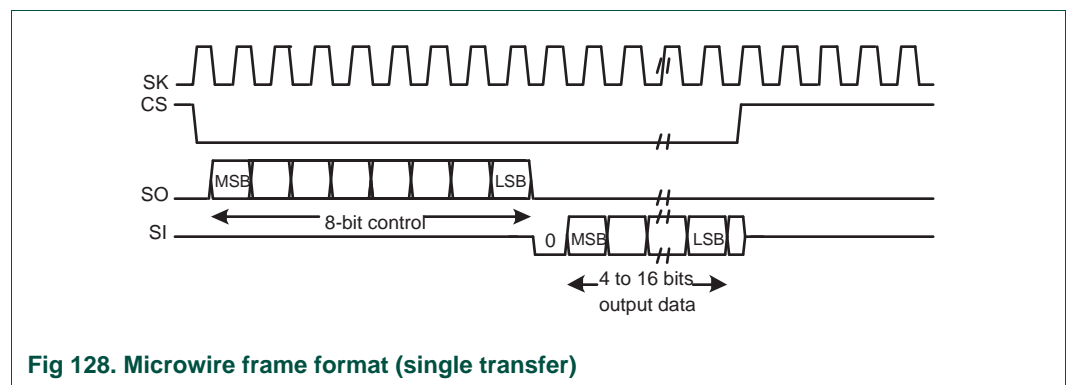 SK
CS
SO
MSB
LSB
8-bit control
SI
0
MSB
LSB
4 to 16 bits
output data
Fig 128. Microwire frame format (single transfer)